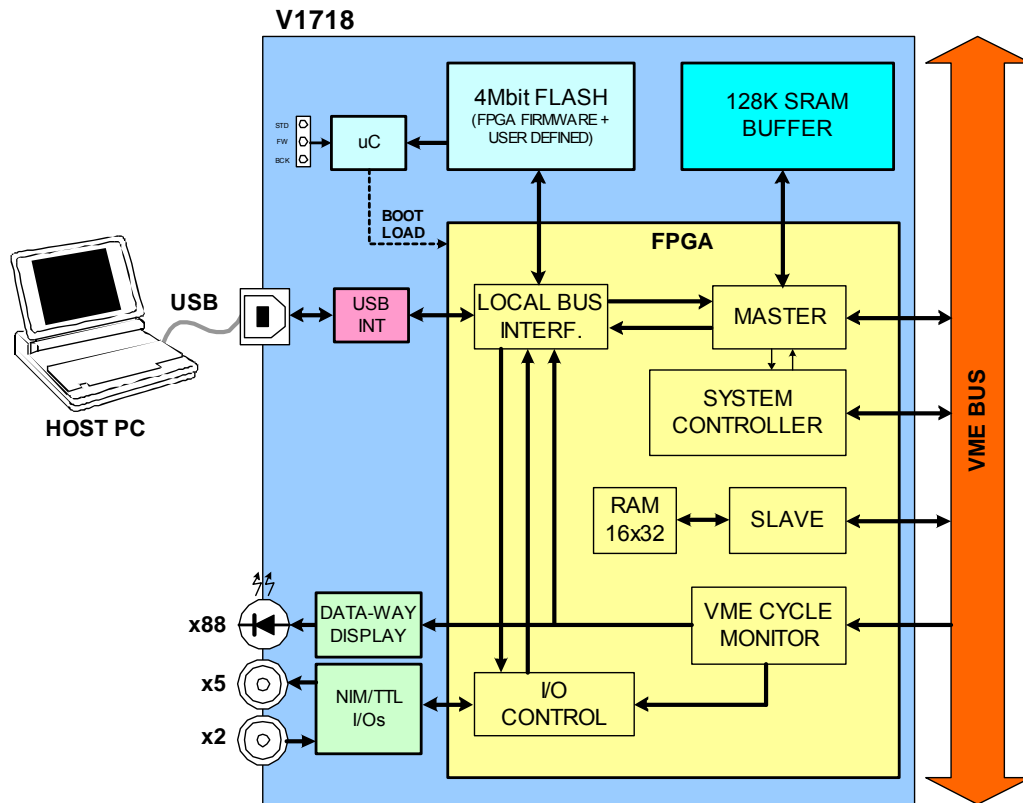 V1718
4Mbit FLASH
(FPGA FIRMWARE +
USER DEFINED)
128K SRAM
BUFFER
STD
FW
BCK
uC
BOOT
LOAD
FPGA
USB
USB
INT
LOCAL BUS
INTERF.
MASTER
HOST PC
SYSTEM
CONTROLLER
VME BUS
RAM
16x32
SLAVE
x88
DATA-WAY
DISPLAY
VME CYCLE
MONITOR
x5
NIM/TTL
I/Os
I/O
CONTROL
x2